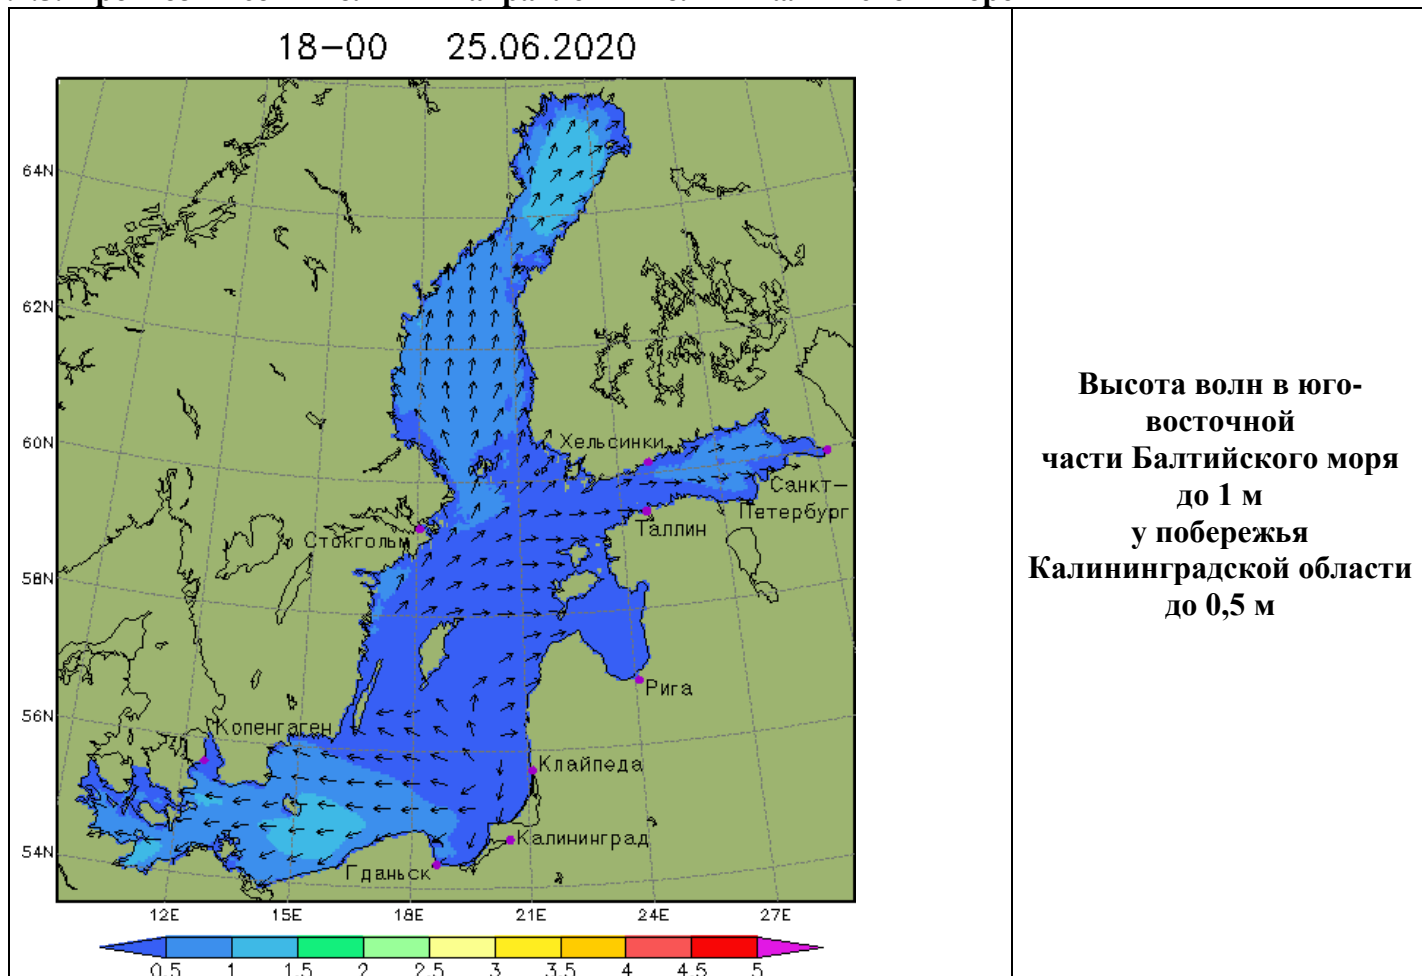 18-00 25.06.2020
64N
62N
60N
58N
56N
54N
Хельсинки
Санкт-
Петербург
Таллин
Стокгольм
Рига
Копенгаген
Клайпеда
Калининград
Гданьск
12E 15E 18E 21E 24E 27E
0.5 1 1.5 2 2.5 3 3.5 4 4.5 5
Высота волн в юго-
восточной
части Балтийского моря
до 1 м
у побережья
Калининградской области
до 0,5 м